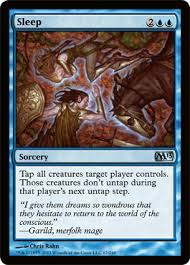 Sleep 2
Sorcery M13
Tap all creatures target player controls.
Those creatures don't untap during
that player's next untap step.
"I give them dreams so wondrous that
they hesitate to return to the world of the
conscious."
—Garild, merfolk mage
Chris Rahn